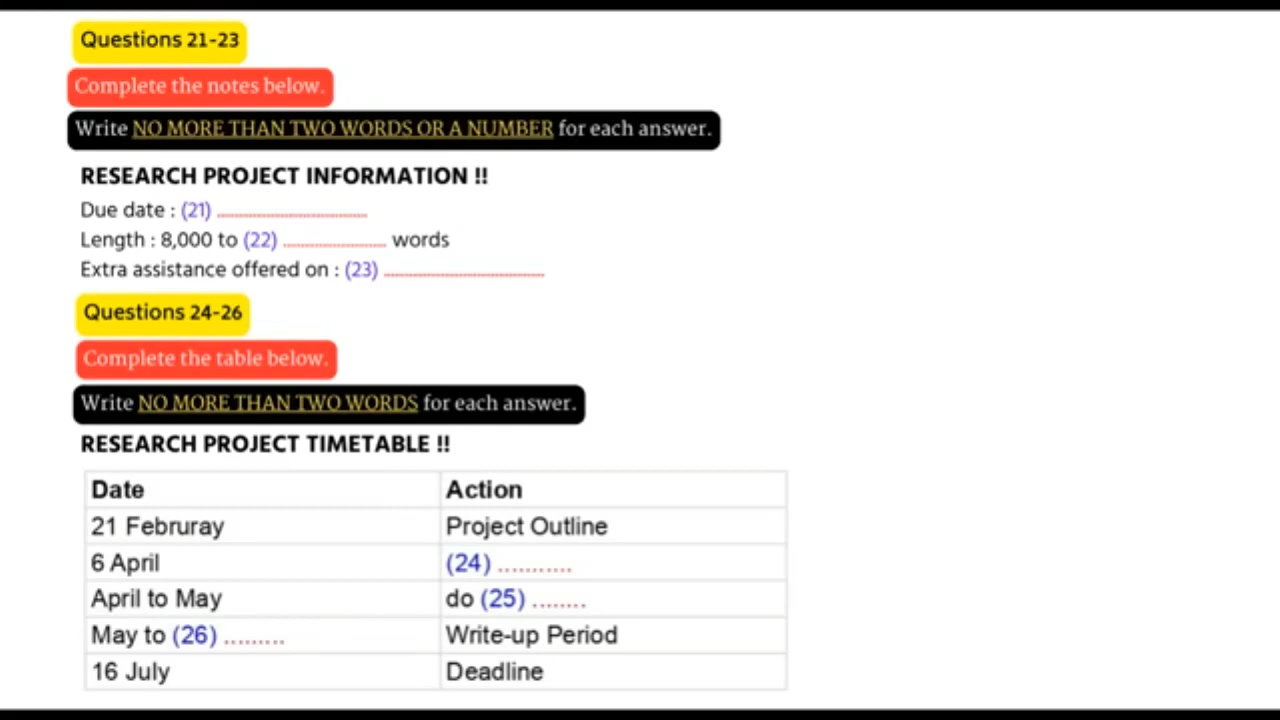 Questions 21-23
Complete the notes below.
Write NO MORE THAN TWO WORDS OR A NUMBER for each answer.
RESEARCH PROJECT INFORMATION !!
Due date : (21) ....................................
Length : 8,000 to (22) ......................... words
Extra assistance offered on : (23) .......................................
Questions 24-26
Complete the table below.
Write NO MORE THAN TWO WORDS for each answer.
RESEARCH PROJECT TIMETABLE !!
Date Action
21 Februray Project Outline
6 April (24) ...........
April to May do (25) ........
May to (26) ......... Write-up Period
16 July Deadline